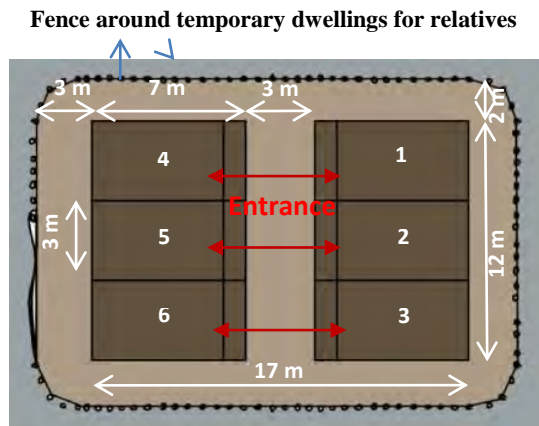 Fence around temporary dwellings for relatives
3 m
7 m
3 m
2 m
4
1
Entrance
3 m
5
2
12 m
6
3
17 m